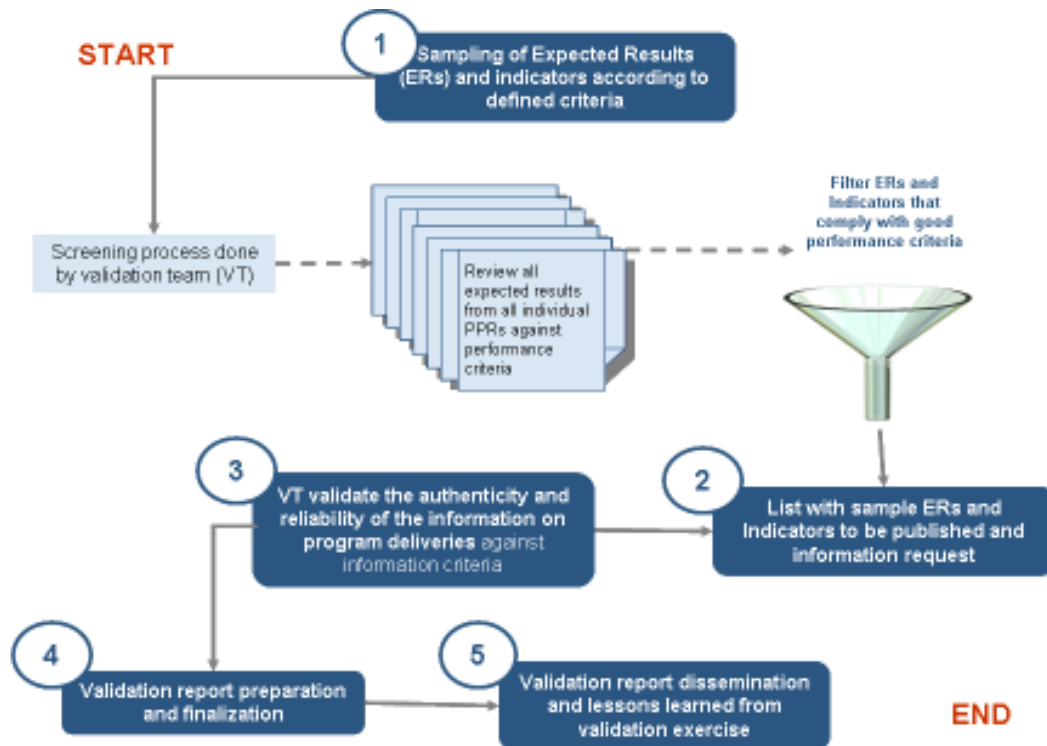 START
1
Sampling of Expected Results
(ERs) and indicators according to
defined criteria
Filter ERs and
Indicators that
comply with good
performance criteria
Screening process done
by validation team (VT)
Review all
expected results
from all individual
PPRs against
performance
criteria
3
VT validate the authenticity and
reliability of the information on
program deliveries against
information criteria
2
List with sample ERs and
Indicators to be published and
information request
4
Validation report preparation
and finalization
5
Validation report dissemination
and lessons learned from
validation exercise
END